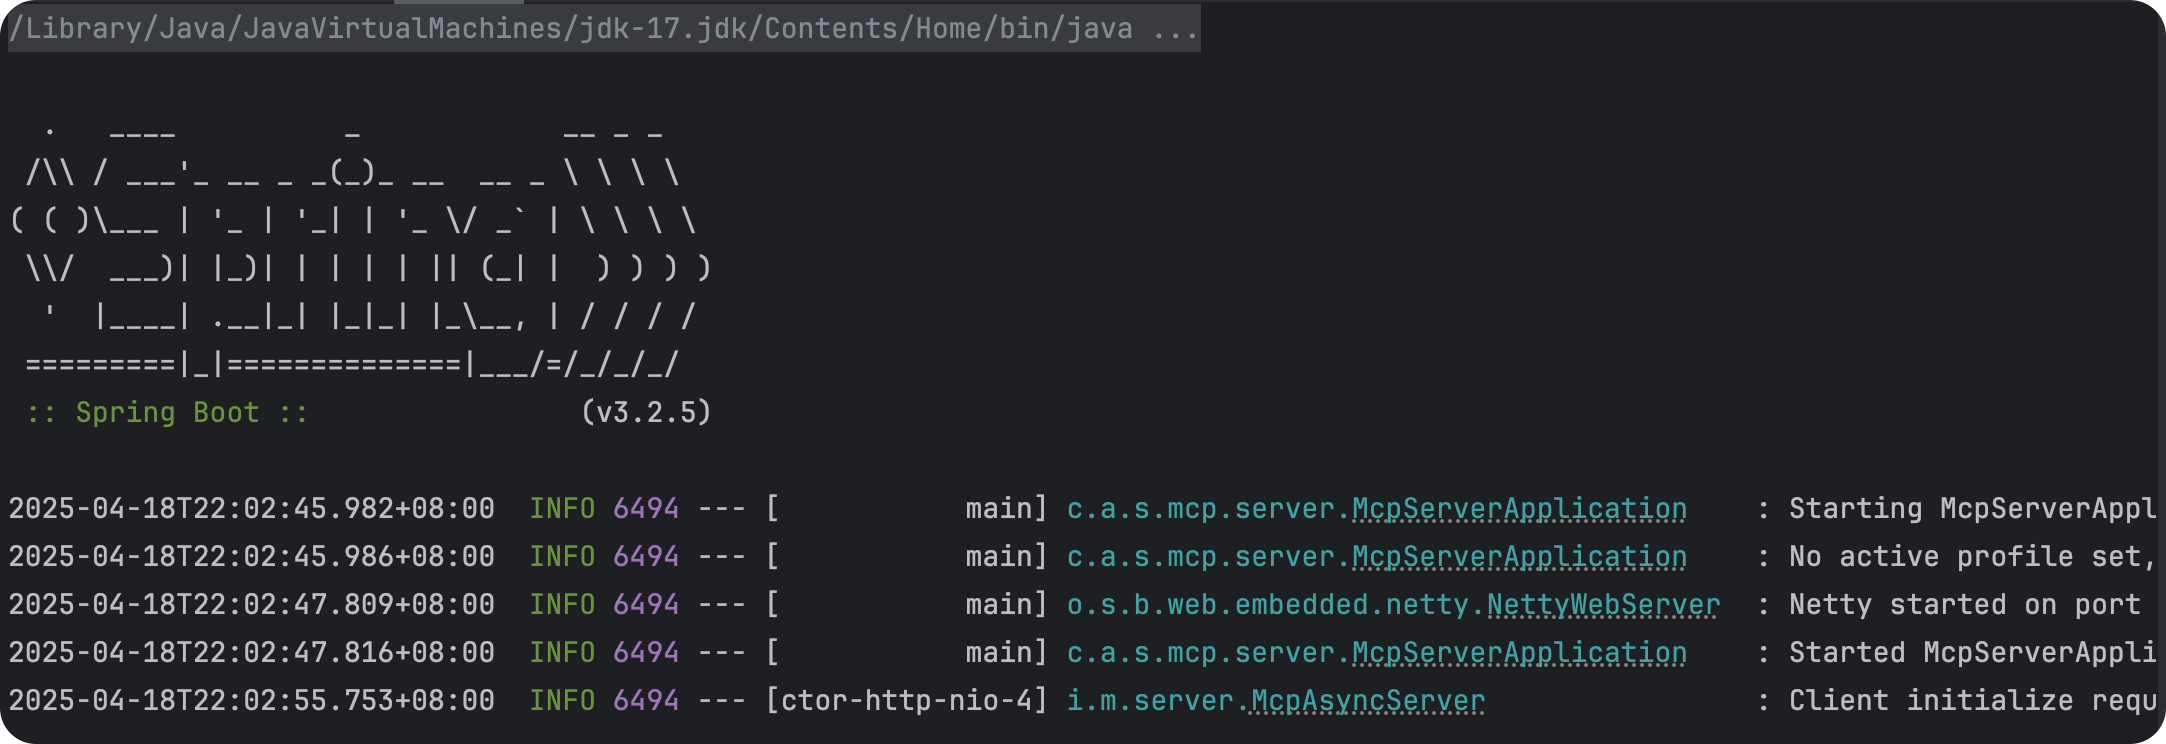 /Library/Java/JavaVirtualMachines/jdk-17.jdk/Contents/Home/bin/java ...
  .   ____          _            __ _ _
 /\\ / ___'_ __ _ _(_)_ __  __ _ \ \ \ \
( ( )\___ | '_ | '_| | '_ \/ _` | \ \ \ \
 \\/  ___)| |_)| | | | | || (_| |  ) ) ) )
  '  |____| .__|_| |_|_| |_\__, | / / / /
 =========|_|==============|___/=/_/_/_/
 :: Spring Boot ::                (v3.2.5)
2025-04-18T22:02:45.982+08:00  INFO 6494 --- [           main] c.a.s.mcp.server.McpServerApplication    : Starting McpServerAppl
2025-04-18T22:02:45.986+08:00  INFO 6494 --- [           main] c.a.s.mcp.server.McpServerApplication    : No active profile set,
2025-04-18T22:02:47.809+08:00  INFO 6494 --- [           main] o.s.b.web.embedded.netty.NettyWebServer  : Netty started on port
2025-04-18T22:02:47.816+08:00  INFO 6494 --- [           main] c.a.s.mcp.server.McpServerApplication    : Started McpServerAppli
2025-04-18T22:02:55.753+08:00  INFO 6494 --- [ctor-http-nio-4] i.m.server.McpAsyncServer                : Client initialize requ